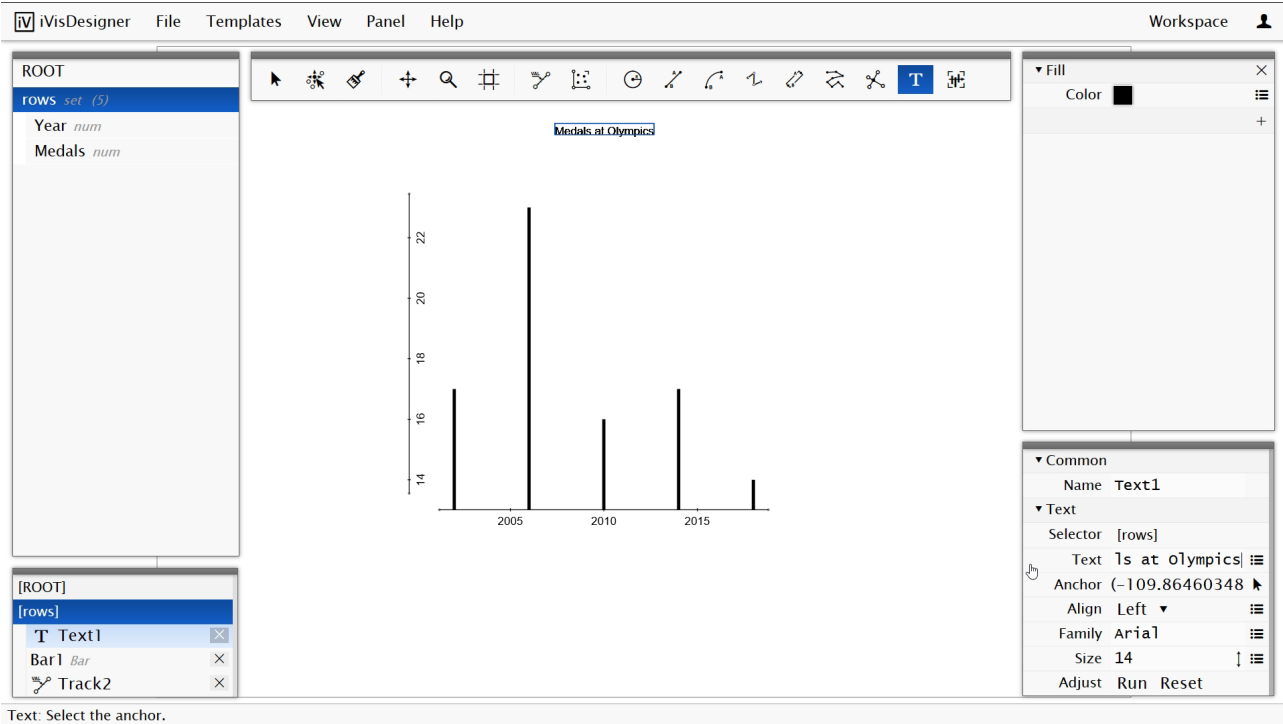 iV iVisDesigner File Templates View Panel Help Workspace
ROOT
rows set (5)
Year num
Medals num
T
Medals at Olympics
22
20
18
16
14
2005 2010 2015
Fill
Color
Common
Name Text1
Text
Selector [rows]
Text ls at Olympics
Anchor (-109.86460348
Align Left
Family Arial
Size 14
Adjust Run Reset
[ROOT]
[rows]
T Text1
Bar1 Bar
Track2
Text: Select the anchor.